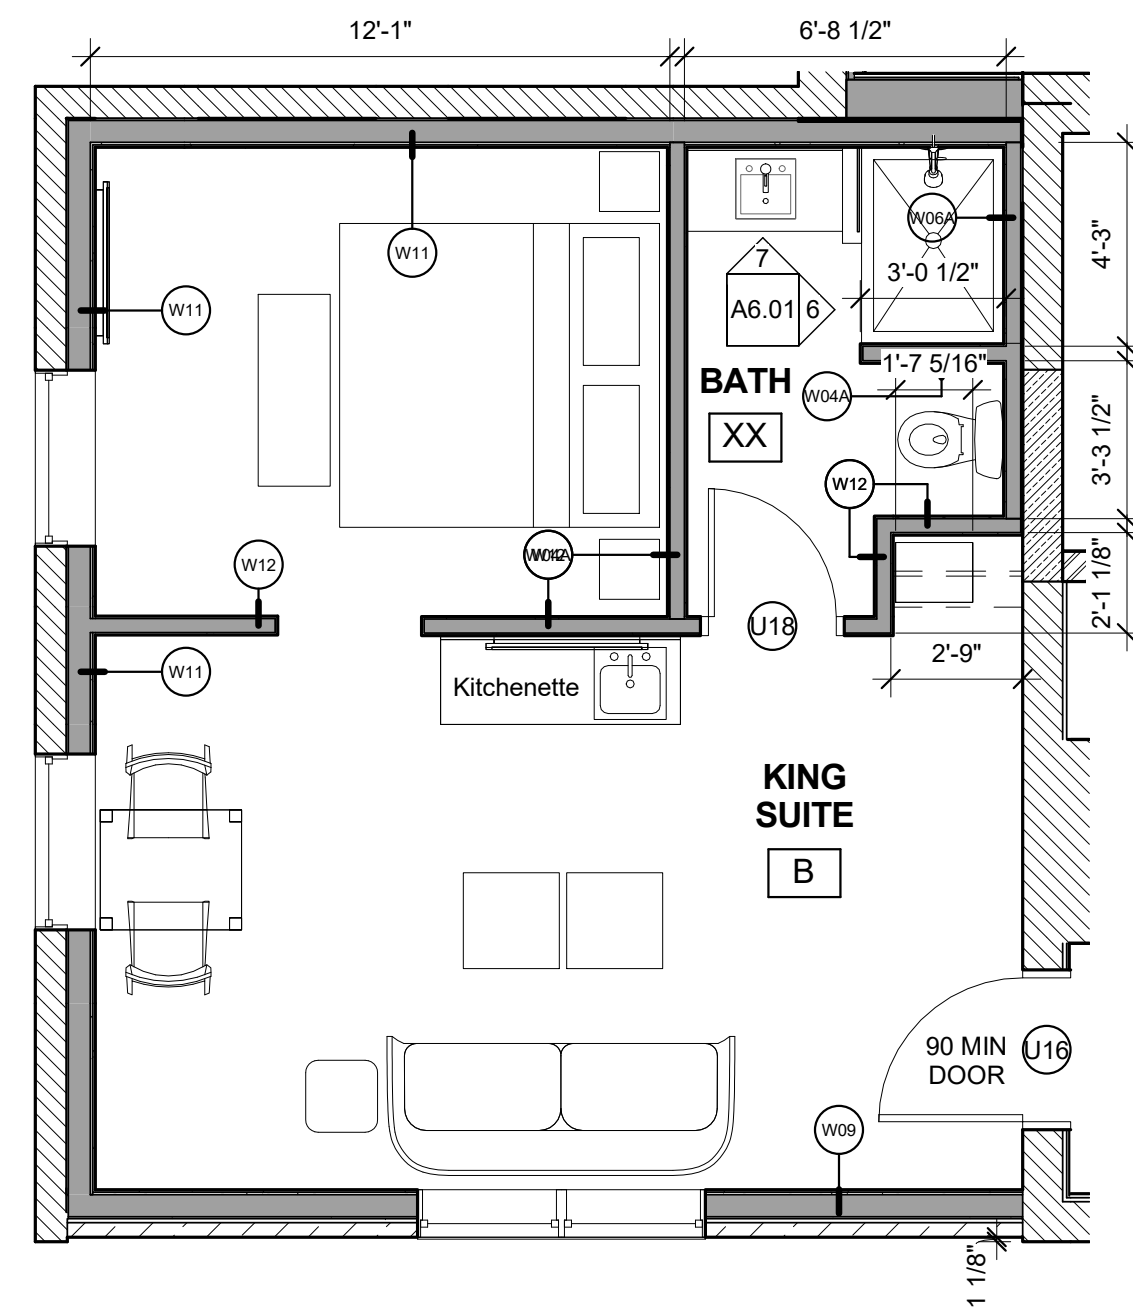 12'-1"
6'-8 1/2"
W06A
4'-3"
W11
7
3'-0 1/2"
W11
A6.01
6
1'-7 5/16"
BATH
W04A
XX
3'-3 1/2"
W12
W12
2'-1 1/8"
U18
2'-9"
W11
Kitchenette
KING
SUITE
B
90 MIN
DOOR
U16
W09
1 1/8"